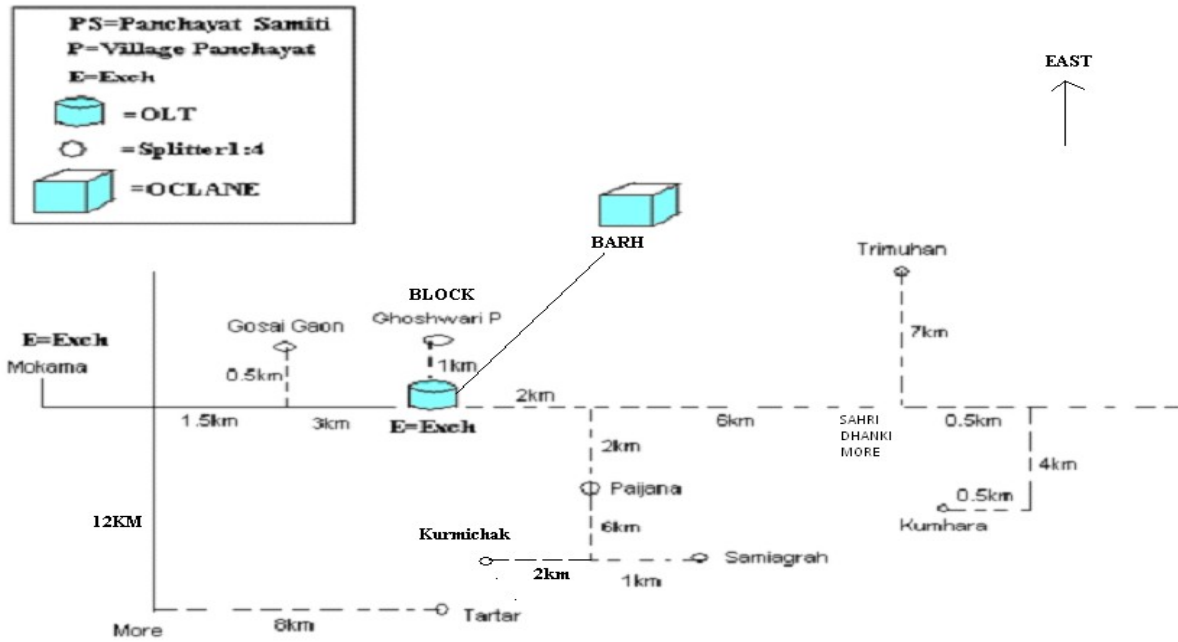 PS=Panchayat Samiti
P=Village Panchayat
E=Exch
=OLT
=Splitter1:4
=OCLANE
EAST
BARH
Trimuhan
BLOCK
Ghoshwari P
Gosai Gaon
E=Exch
Mokama
0.5km
1km
7km
1.5km
3km
E=Exch
2km
6km
SAHRI
DHANKI
MORE
0.5km
2km
4km
Paijana
0.5km
Kumhara
12KM
Kurmichak
6km
Samiagrah
2km
1km
More
8km
Tartar